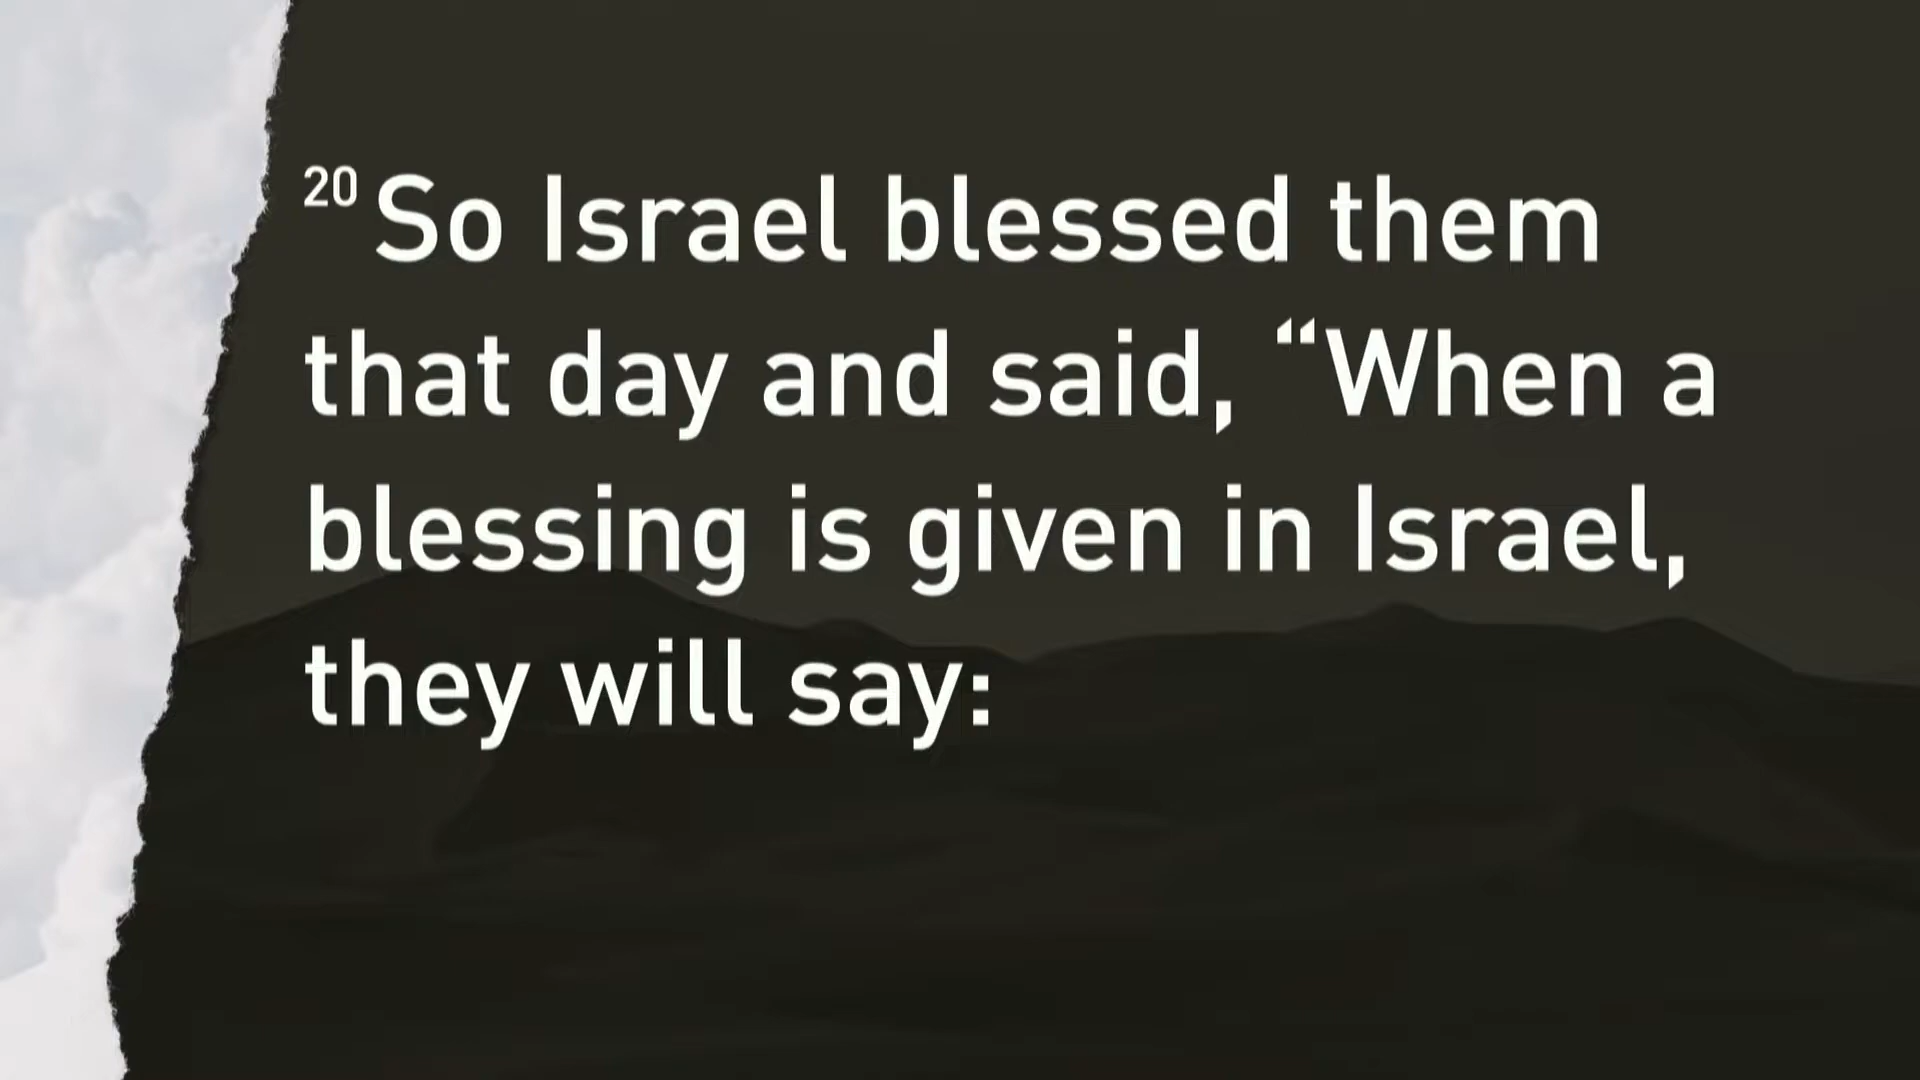 20 So Israel blessed them
that day and said, “When a
blessing is given in Israel,
they will say: